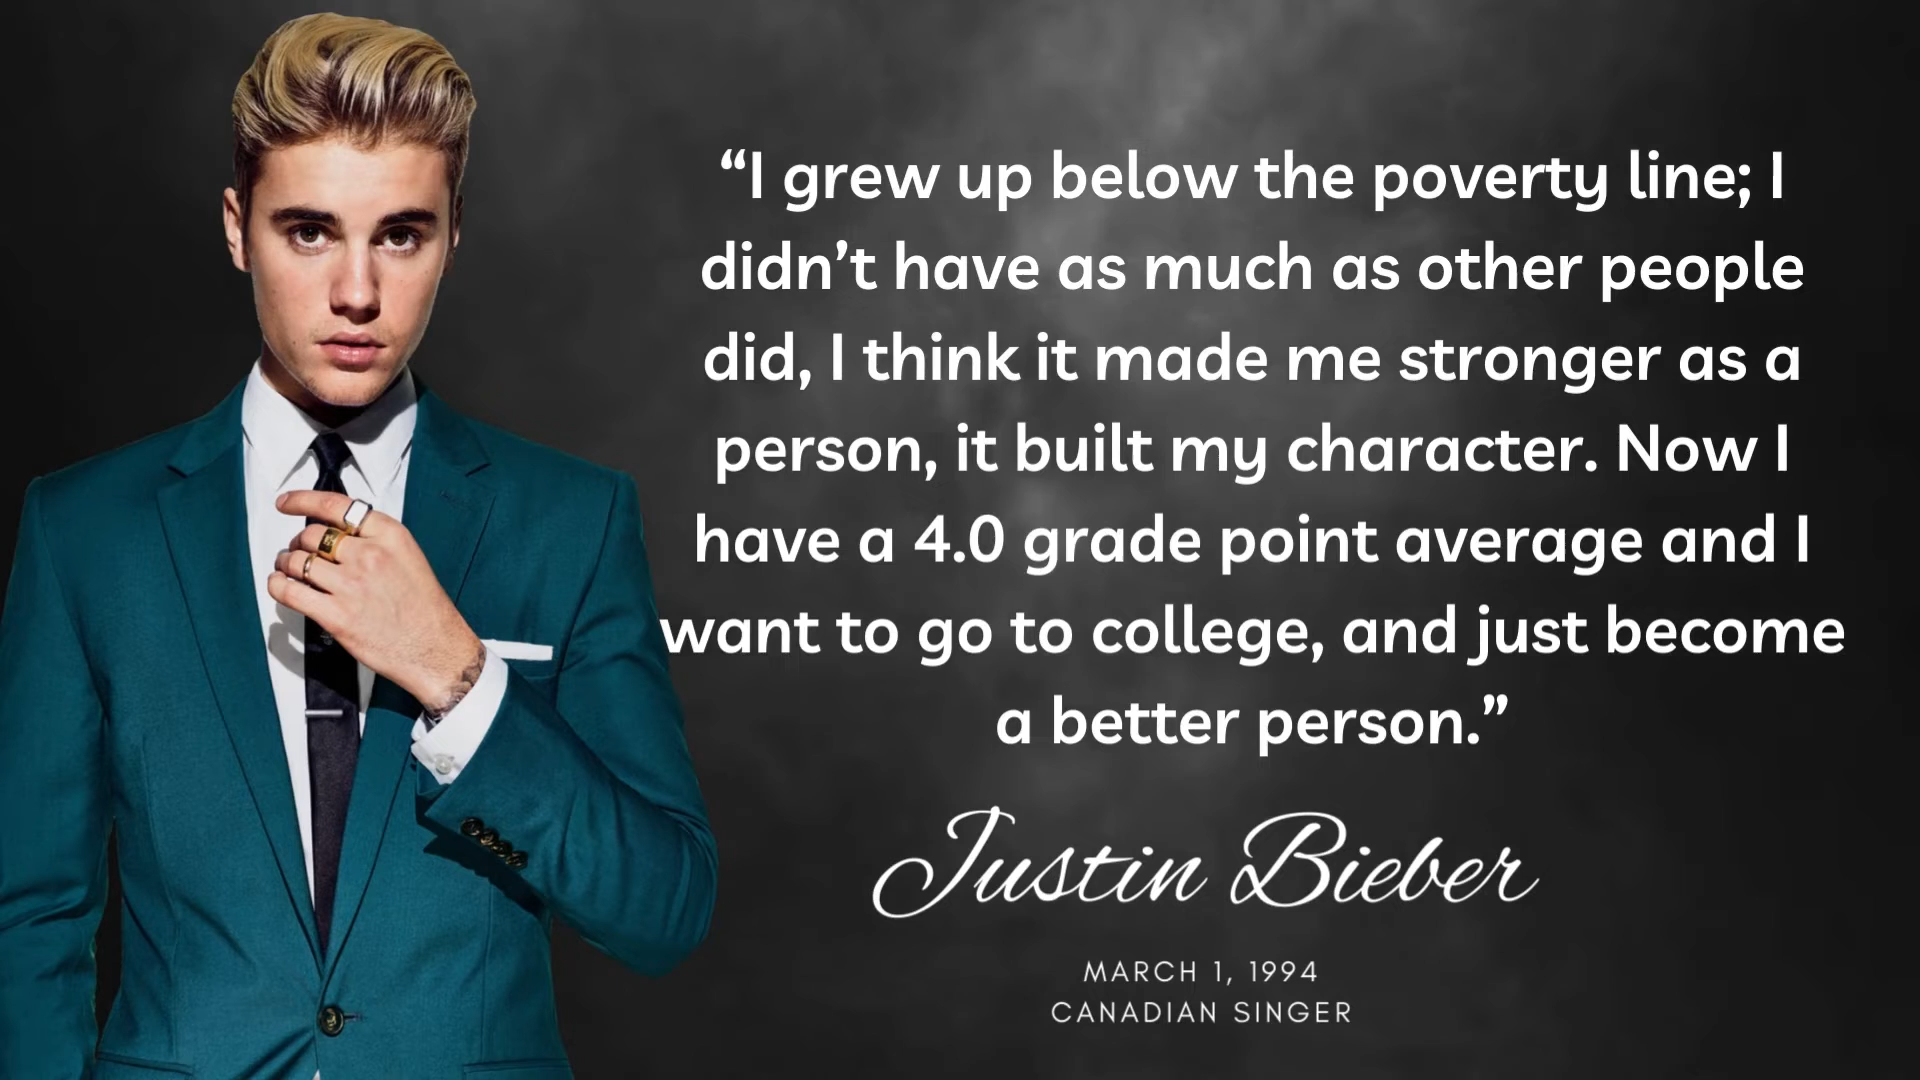 “I grew up below the poverty line; I
didn’t have as much as other people
did, I think it made me stronger as a
person, it built my character. Now I
have a 4.0 grade point average and I
want to go to college, and just become
a better person.”
Justin Bieber
MARCH 1, 1994
CANADIAN SINGER